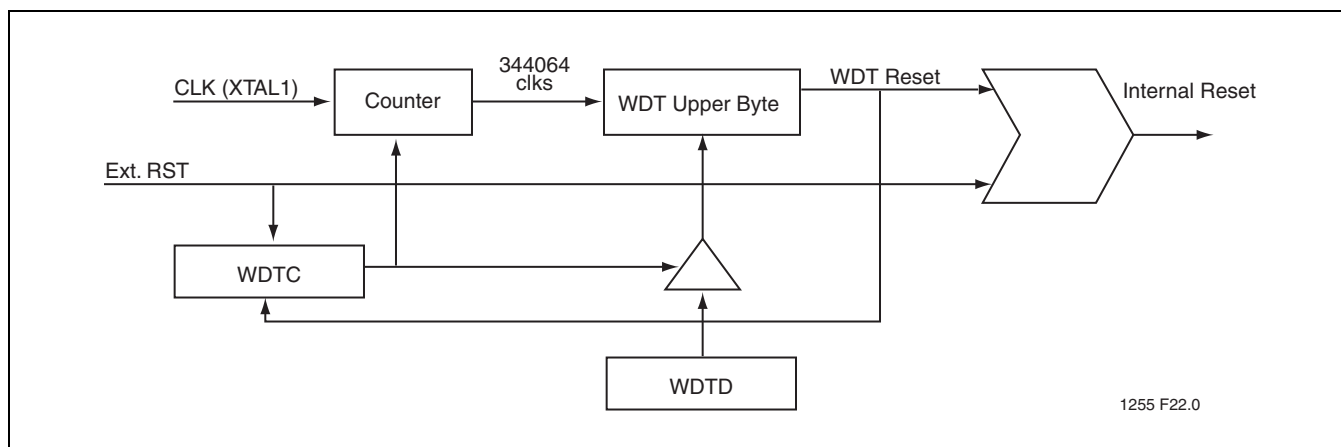 344064
clks
CLK (XTAL1)
Counter
WDT Upper Byte
WDT Reset
Internal Reset
Ext. RST
WDTC
WDTD
1255 F22.0